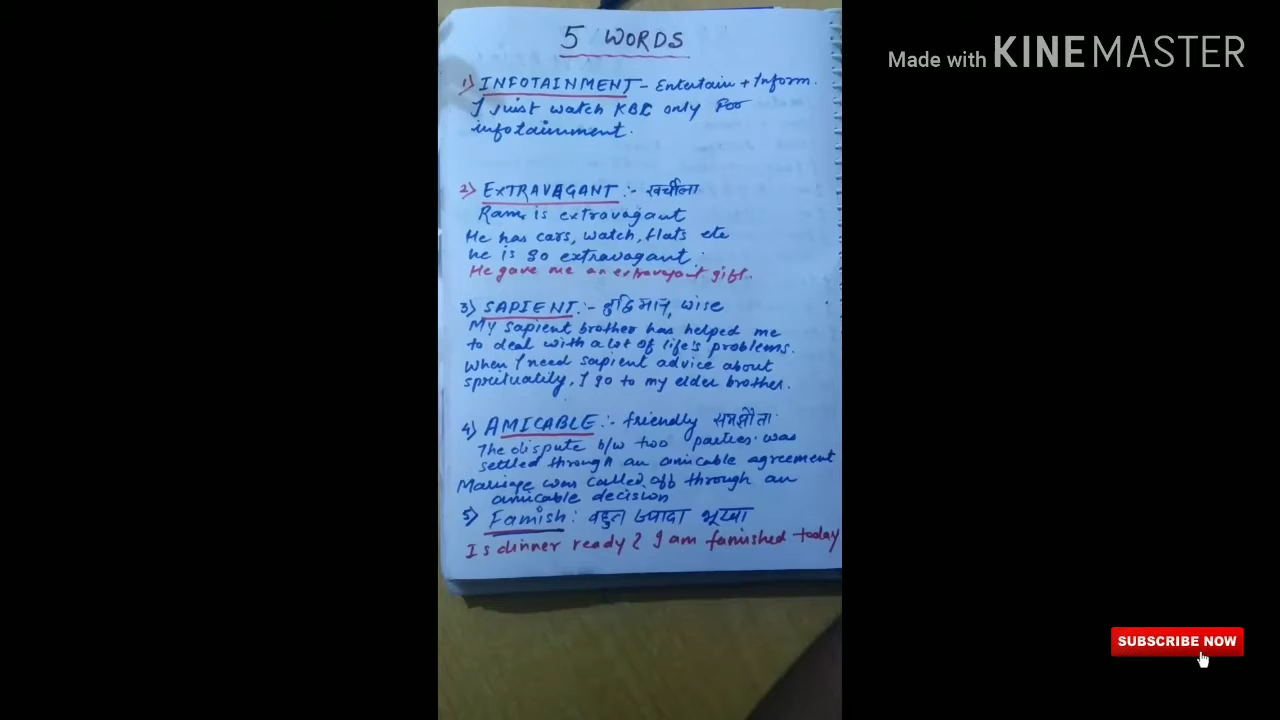 5 WORDS
Made with KINEMASTER
1) INFOTAINMENT - Entertain + Inform.
I just watch KBC only for
infotainment.
2) EXTRAVAGANT :- खर्चीला
Ram is extravagant
He has cars, watch, flats etc
he is so extravagant.
He gave me an extravagant gift.
3) SAPIENT :- बुद्धिमान, wise
My sapient brother has helped me
to deal with a lot of life's problems.
When I need sapient advice about
sprituality, I go to my elder brother.
4) AMICABLE :- friendly समझौता
The dispute b/w two parties was
settled through an amicable agreement
Marriage was called off through an
amicable decision
5) Famish : बहुत ज्यादा भूखा
Is dinner ready? I am famished today
SUBSCRIBE NOW